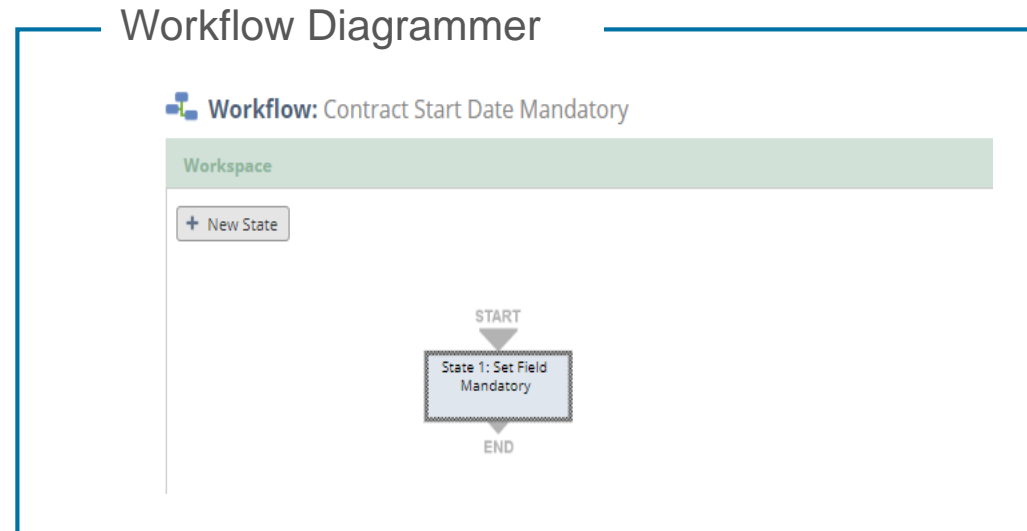 Workflow Diagrammer
Workflow: Contract Start Date Mandatory
Workspace
+ New State
START
State 1: Set Field
Mandatory
END